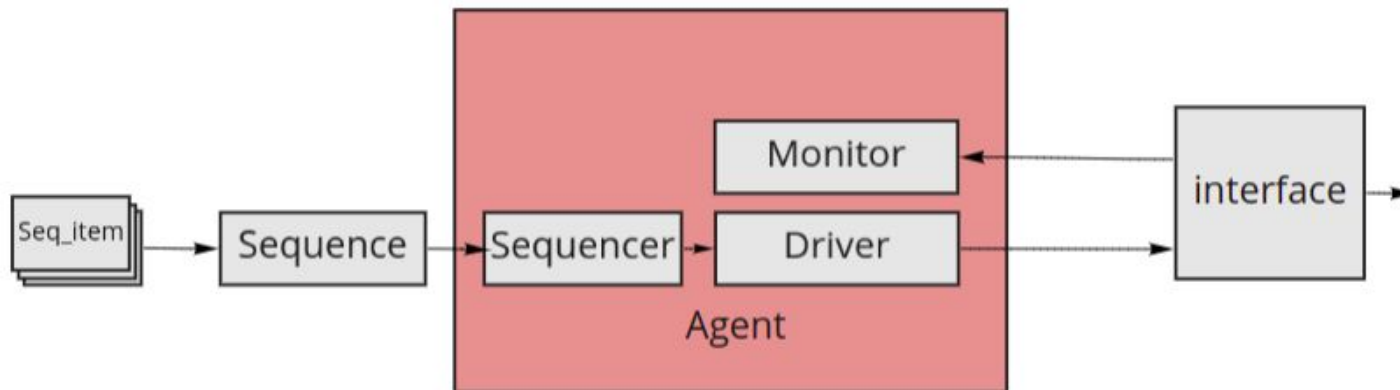 Seq_item
Sequence
Sequencer
Monitor
Driver
Agent
interface